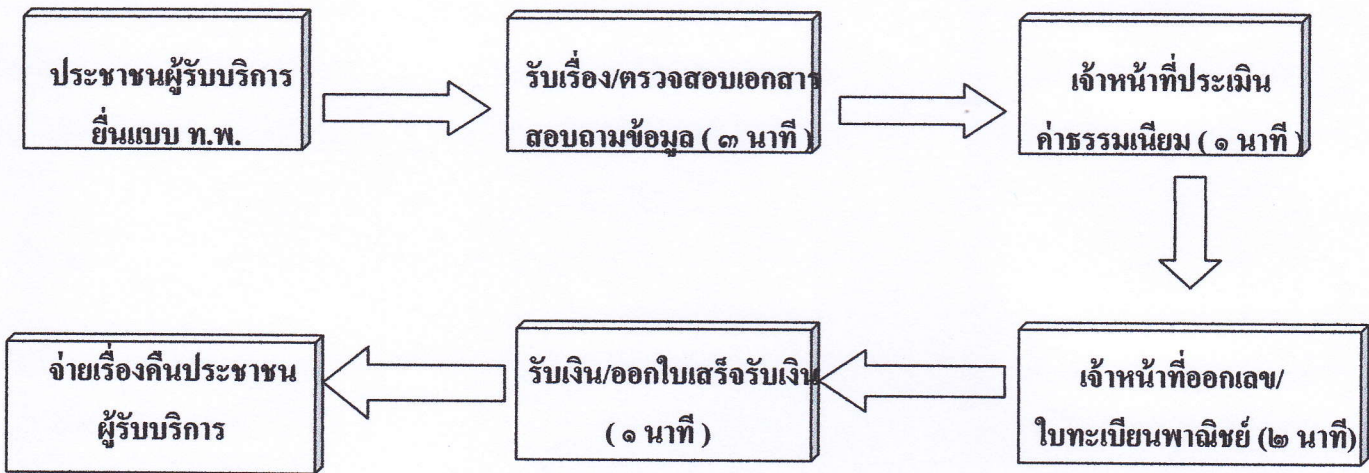 ประชาชนผู้รับบริการ
ยื่นแบบ ท.พ.
รับเรื่อง/ตรวจสอบเอกสาร
สอบถามข้อมูล ( ๓ นาที )
เจ้าหน้าที่ประเมิน
ค่าธรรมเนียม ( ๑ นาที )
เจ้าหน้าที่ออกเลข/
ใบทะเบียนพาณิชย์ (๒ นาที)
รับเงิน/ออกใบเสร็จรับเงิน
( ๑ นาที )
จ่ายเรื่องคืนประชาชน
ผู้รับบริการ